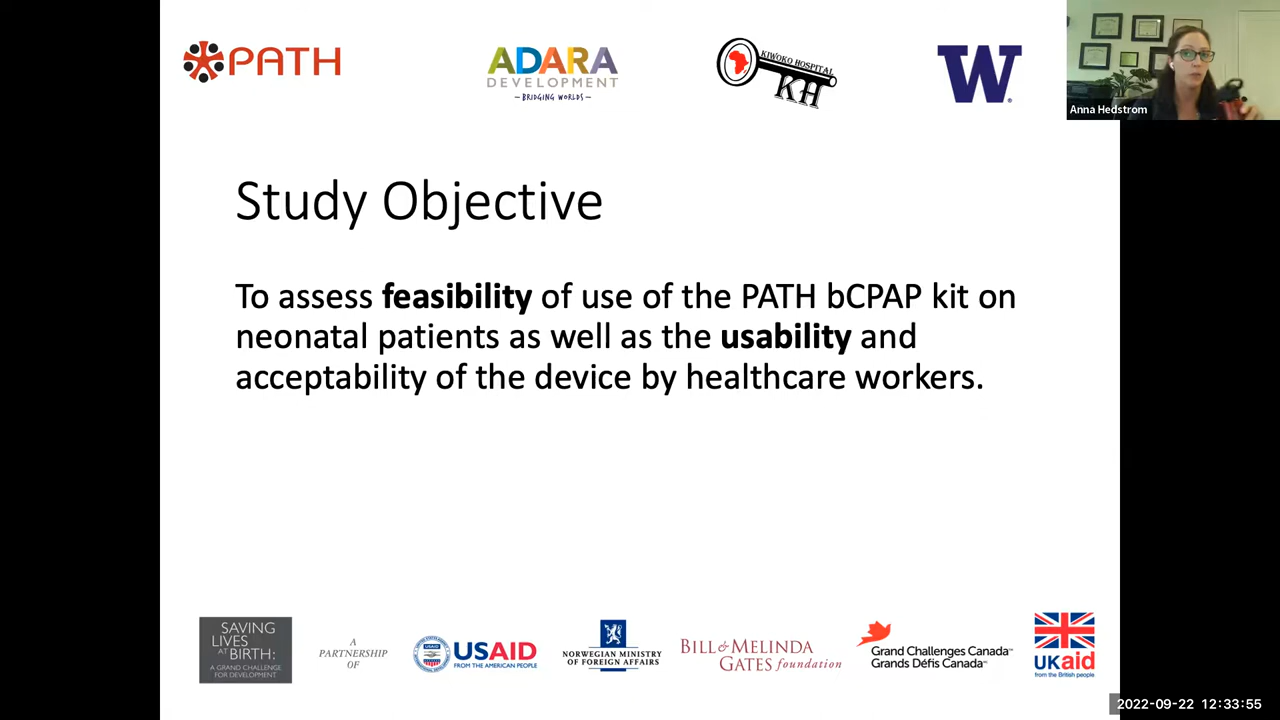 PATH
ADARA
DEVELOPMENT
BRIDGING WORLDS
KIWOKO HOSPITAL
KH
W
Anna Hedstrom
Study Objective
To assess feasibility of use of the PATH bCPAP kit on
neonatal patients as well as the usability and
acceptability of the device by healthcare workers.
SAVING
LIVES
AT BIRTH:
A GRAND CHALLENGE
FOR DEVELOPMENT
A
PARTNERSHIP
OF
USAID
FROM THE AMERICAN PEOPLE
NORWEGIAN MINISTRY
OF FOREIGN AFFAIRS
BILL & MELINDA
GATES foundation
Grand Challenges Canada™
Grands Défis Canada™
UKaid
from the British people
2022-09-22 12:33:55